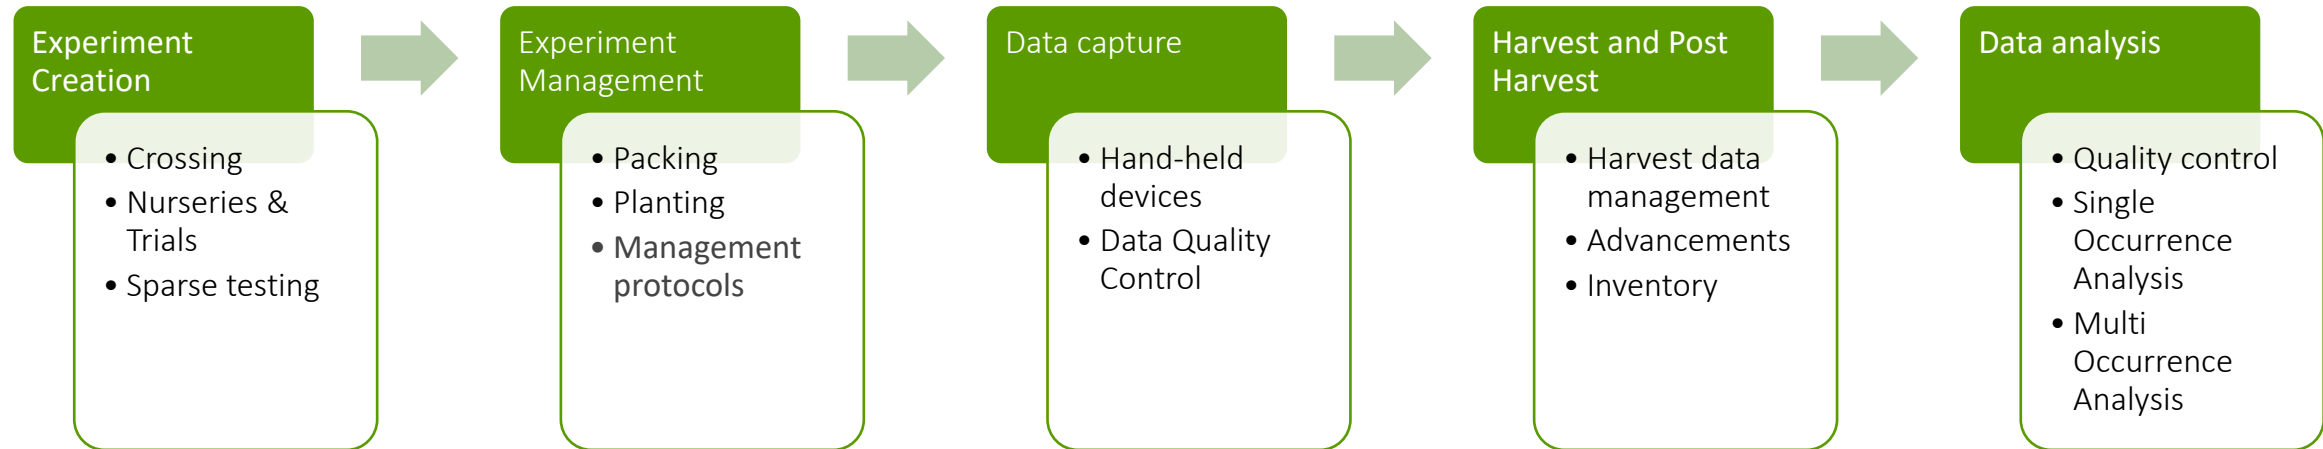 Experiment
Creation
• Crossing
• Nurseries &
Trials
• Sparse testing
Experiment
Management
• Packing
• Planting
• Management
protocols
Data capture
• Hand-held
devices
• Data Quality
Control
Harvest and Post
Harvest
• Harvest data
management
• Advancements
• Inventory
Data analysis
• Quality control
• Single
Occurrence
Analysis
• Multi
Occurrence
Analysis